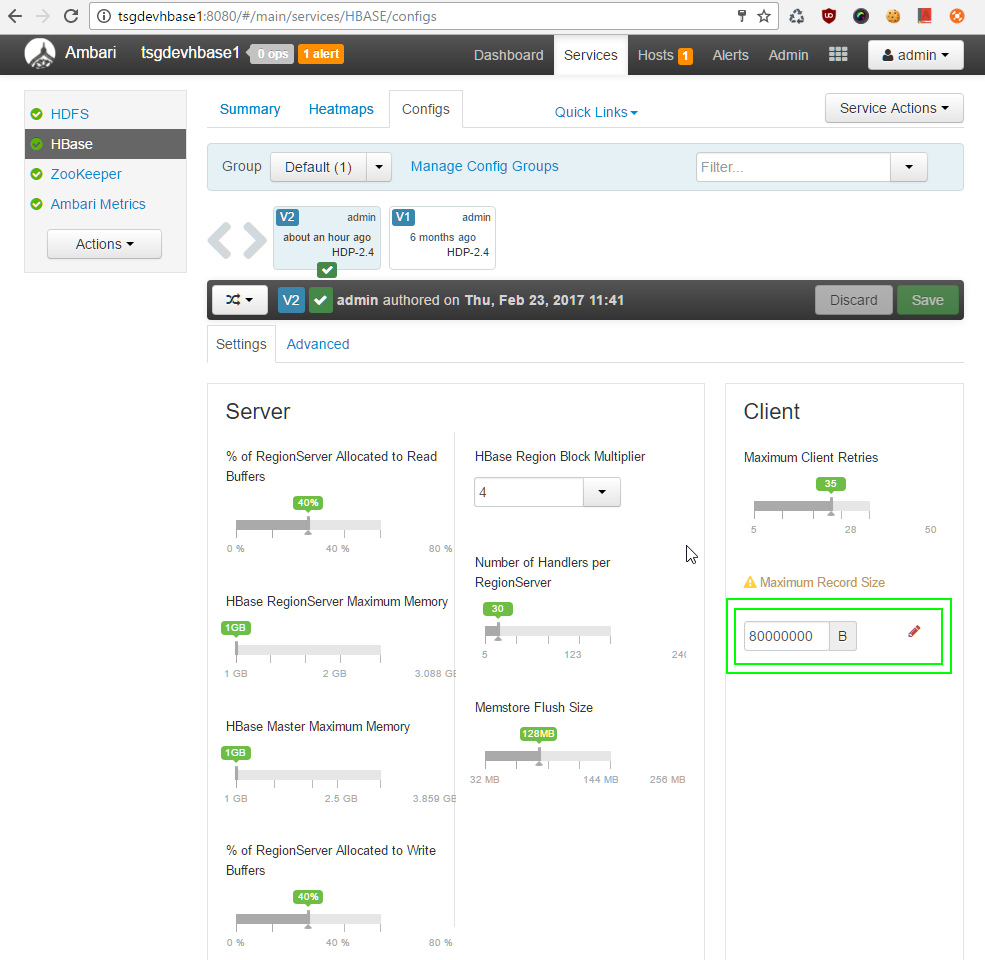 tsgdevhbase1:8080/#/main/services/HBASE/configs
Ambari tsgdevhbase1 0 ops 1 alert Dashboard Services Hosts 1 Alerts Admin admin
HDFS
HBase
ZooKeeper
Ambari Metrics
Actions
Summary Heatmaps Configs Quick Links Service Actions
Group Default (1) Manage Config Groups Filter...
V2 admin
about an hour ago
HDP-2.4
V1 admin
6 months ago
HDP-2.4
V2 admin authored on Thu, Feb 23, 2017 11:41 Discard Save
Settings Advanced
Server
% of RegionServer Allocated to Read
Buffers
40%
0 % 40 % 80 %
HBase RegionServer Maximum Memory
1GB
1 GB 2 GB 3.088 GB
HBase Master Maximum Memory
1GB
1 GB 2.5 GB 3.859 GB
% of RegionServer Allocated to Write
Buffers
40%
0 % 40 % 80 %
HBase Region Block Multiplier
4
Number of Handlers per
RegionServer
30
5 123 240
Memstore Flush Size
128MB
32 MB 144 MB 256 MB
Client
Maximum Client Retries
35
5 28 50
Maximum Record Size
80000000 B